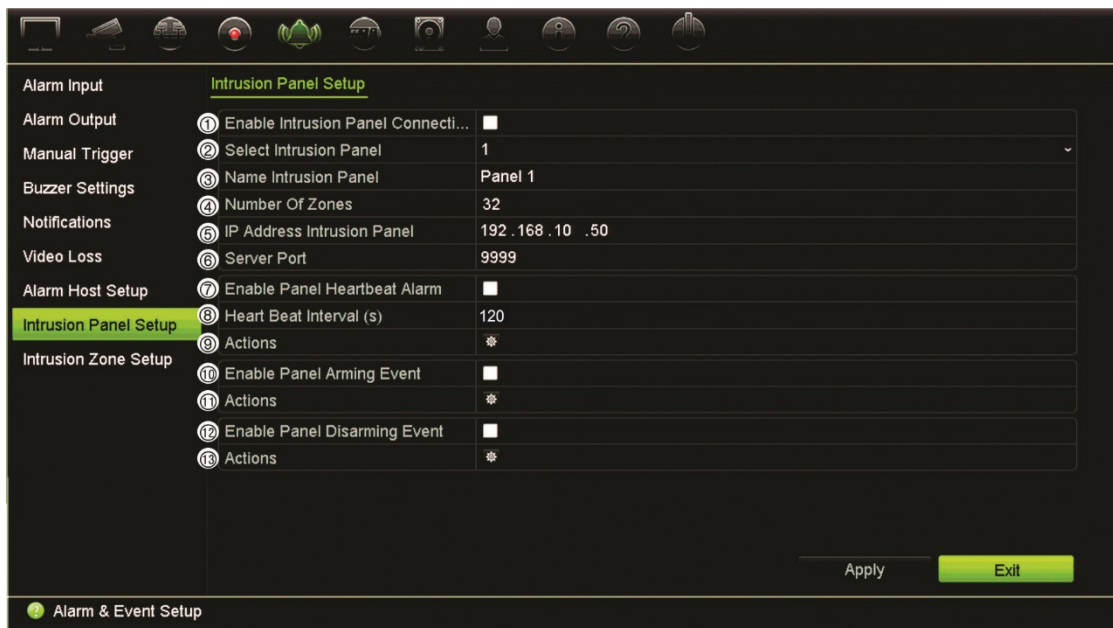 Alarm Input
Alarm Output
Manual Trigger
Buzzer Settings
Notifications
Video Loss
Alarm Host Setup
Intrusion Panel Setup
Intrusion Zone Setup
Intrusion Panel Setup
① Enable Intrusion Panel Connecti...
② Select Intrusion Panel 1
③ Name Intrusion Panel Panel 1
④ Number Of Zones 32
⑤ IP Address Intrusion Panel 192 . 168 . 10 . 50
⑥ Server Port 9999
⑦ Enable Panel Heartbeat Alarm
⑧ Heart Beat Interval (s) 120
⑨ Actions
⑩ Enable Panel Arming Event
⑪ Actions
⑫ Enable Panel Disarming Event
⑬ Actions
Apply Exit
? Alarm & Event Setup